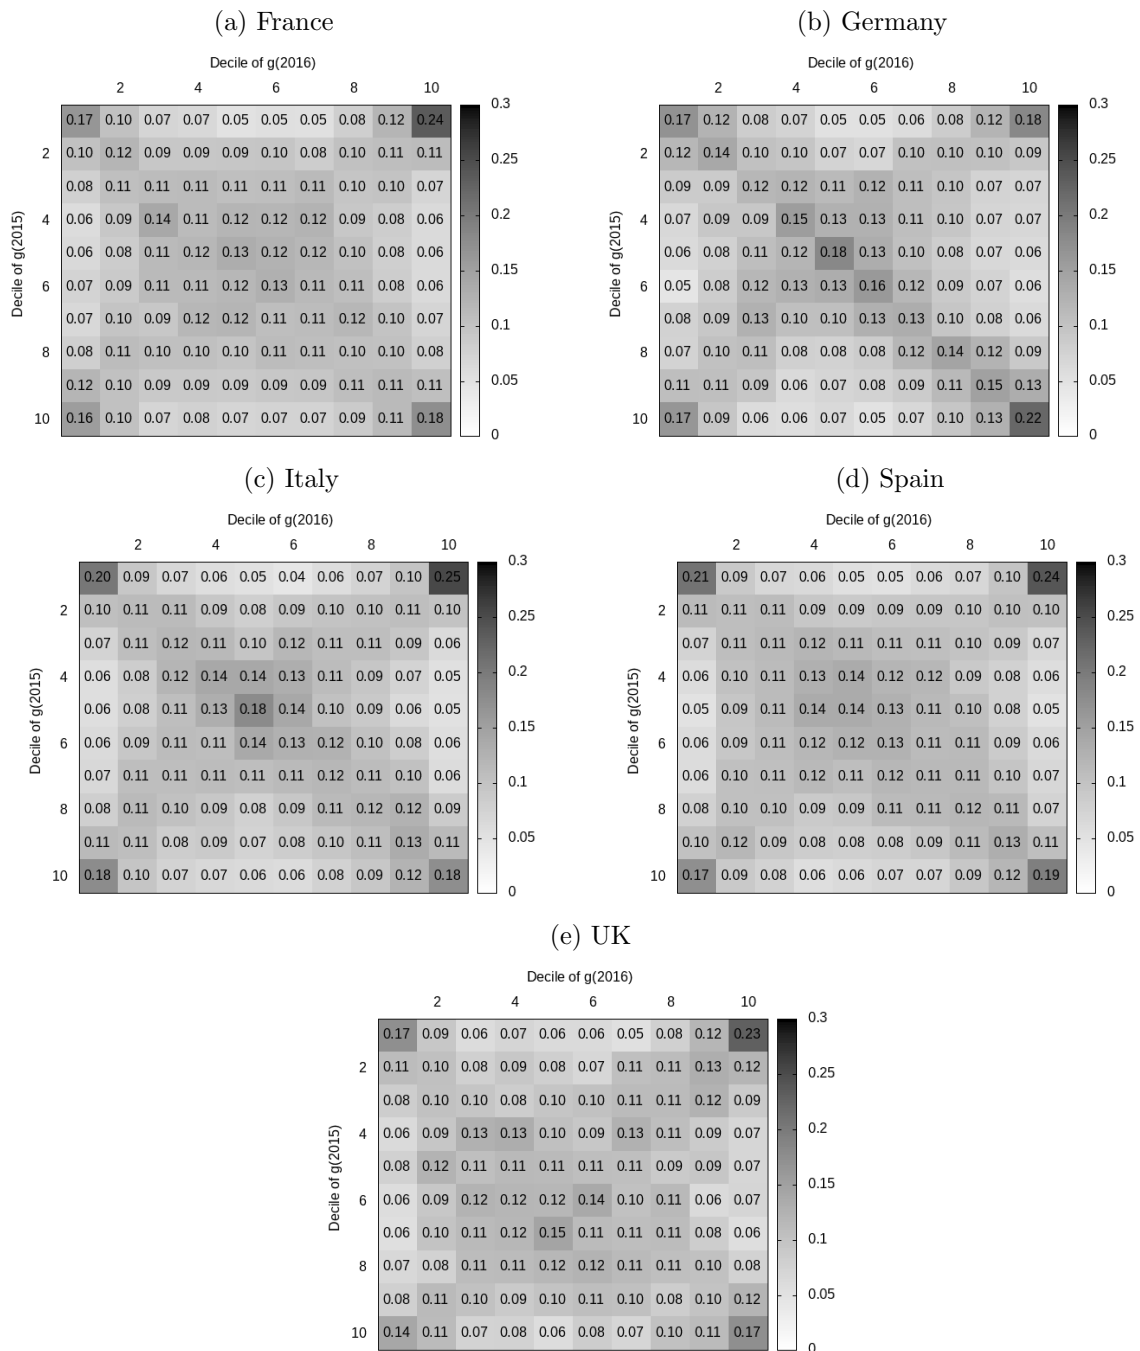 (a) France
Decile of g(2016)
2 4 6 8 10
Decile of g(2015)
0.17 0.10 0.07 0.07 0.05 0.05 0.05 0.08 0.12 0.24 0.3
2 0.10 0.12 0.09 0.09 0.09 0.10 0.08 0.10 0.11 0.11 0.25
0.08 0.11 0.11 0.11 0.11 0.11 0.11 0.10 0.10 0.07
4 0.06 0.09 0.14 0.11 0.12 0.12 0.12 0.09 0.08 0.06 0.2
0.06 0.08 0.11 0.12 0.13 0.12 0.12 0.10 0.08 0.06 0.15
6 0.07 0.09 0.11 0.11 0.12 0.13 0.11 0.11 0.08 0.06
0.07 0.10 0.09 0.12 0.12 0.11 0.11 0.12 0.10 0.07 0.1
8 0.08 0.11 0.10 0.10 0.10 0.11 0.11 0.10 0.10 0.08
0.12 0.10 0.09 0.09 0.09 0.09 0.09 0.11 0.11 0.11 0.05
10 0.16 0.10 0.07 0.08 0.07 0.07 0.07 0.09 0.11 0.18 0
(b) Germany
Decile of g(2016)
2 4 6 8 10
Decile of g(2015)
0.17 0.12 0.08 0.07 0.05 0.05 0.06 0.08 0.12 0.18 0.3
2 0.12 0.14 0.10 0.10 0.07 0.07 0.10 0.10 0.10 0.09 0.25
0.09 0.09 0.12 0.12 0.11 0.12 0.11 0.10 0.07 0.07
4 0.07 0.09 0.09 0.15 0.13 0.13 0.11 0.10 0.07 0.07 0.2
0.06 0.08 0.11 0.12 0.18 0.13 0.10 0.08 0.07 0.06 0.15
6 0.05 0.08 0.12 0.13 0.13 0.16 0.12 0.09 0.07 0.06
0.08 0.09 0.13 0.10 0.10 0.13 0.13 0.10 0.08 0.06 0.1
8 0.07 0.10 0.11 0.08 0.08 0.08 0.12 0.14 0.12 0.09
0.11 0.11 0.09 0.06 0.07 0.08 0.09 0.11 0.15 0.13 0.05
10 0.17 0.09 0.06 0.06 0.07 0.05 0.07 0.10 0.13 0.22 0
(c) Italy
Decile of g(2016)
2 4 6 8 10
Decile of g(2015)
0.20 0.09 0.07 0.06 0.05 0.04 0.06 0.07 0.10 0.25 0.3
2 0.10 0.11 0.11 0.09 0.08 0.09 0.10 0.10 0.11 0.10 0.25
0.07 0.11 0.12 0.11 0.10 0.12 0.11 0.11 0.09 0.06
4 0.06 0.08 0.12 0.14 0.14 0.13 0.11 0.09 0.07 0.05 0.2
0.06 0.08 0.11 0.13 0.18 0.14 0.10 0.09 0.06 0.05 0.15
6 0.06 0.09 0.11 0.11 0.14 0.13 0.12 0.10 0.08 0.06
0.07 0.11 0.11 0.11 0.11 0.11 0.12 0.11 0.10 0.06 0.1
8 0.08 0.11 0.10 0.09 0.08 0.09 0.11 0.12 0.12 0.09
0.11 0.11 0.08 0.09 0.07 0.08 0.10 0.11 0.13 0.11 0.05
10 0.18 0.10 0.07 0.07 0.06 0.06 0.08 0.09 0.12 0.18 0
(d) Spain
Decile of g(2016)
2 4 6 8 10
Decile of g(2015)
0.21 0.09 0.07 0.06 0.05 0.05 0.06 0.07 0.10 0.24 0.3
2 0.11 0.11 0.11 0.09 0.09 0.09 0.09 0.10 0.10 0.10 0.25
0.07 0.11 0.11 0.12 0.11 0.11 0.11 0.10 0.09 0.07
4 0.06 0.10 0.11 0.13 0.14 0.12 0.12 0.09 0.08 0.06 0.2
0.05 0.09 0.11 0.14 0.14 0.13 0.11 0.10 0.08 0.05 0.15
6 0.06 0.09 0.11 0.12 0.12 0.13 0.11 0.11 0.09 0.06
0.06 0.10 0.11 0.12 0.11 0.12 0.11 0.11 0.10 0.07 0.1
8 0.08 0.10 0.10 0.09 0.09 0.11 0.11 0.12 0.11 0.07
0.10 0.12 0.09 0.08 0.08 0.08 0.09 0.11 0.13 0.11 0.05
10 0.17 0.09 0.08 0.06 0.06 0.07 0.07 0.09 0.12 0.19 0
(e) UK
Decile of g(2016)
2 4 6 8 10
Decile of g(2015)
0.17 0.09 0.06 0.07 0.06 0.06 0.05 0.08 0.12 0.23 0.3
2 0.11 0.10 0.08 0.09 0.08 0.07 0.11 0.11 0.13 0.12 0.25
0.08 0.10 0.10 0.08 0.10 0.10 0.11 0.11 0.12 0.09
4 0.06 0.09 0.13 0.13 0.10 0.09 0.13 0.11 0.09 0.07 0.2
0.08 0.12 0.11 0.11 0.11 0.11 0.11 0.09 0.09 0.07 0.15
6 0.06 0.09 0.12 0.12 0.12 0.14 0.10 0.11 0.06 0.07
0.06 0.10 0.11 0.12 0.15 0.11 0.11 0.11 0.08 0.06 0.1
8 0.07 0.08 0.11 0.11 0.12 0.12 0.11 0.11 0.10 0.08
0.08 0.11 0.10 0.09 0.10 0.11 0.10 0.08 0.10 0.12 0.05
10 0.14 0.11 0.07 0.08 0.06 0.08 0.07 0.10 0.11 0.17 0